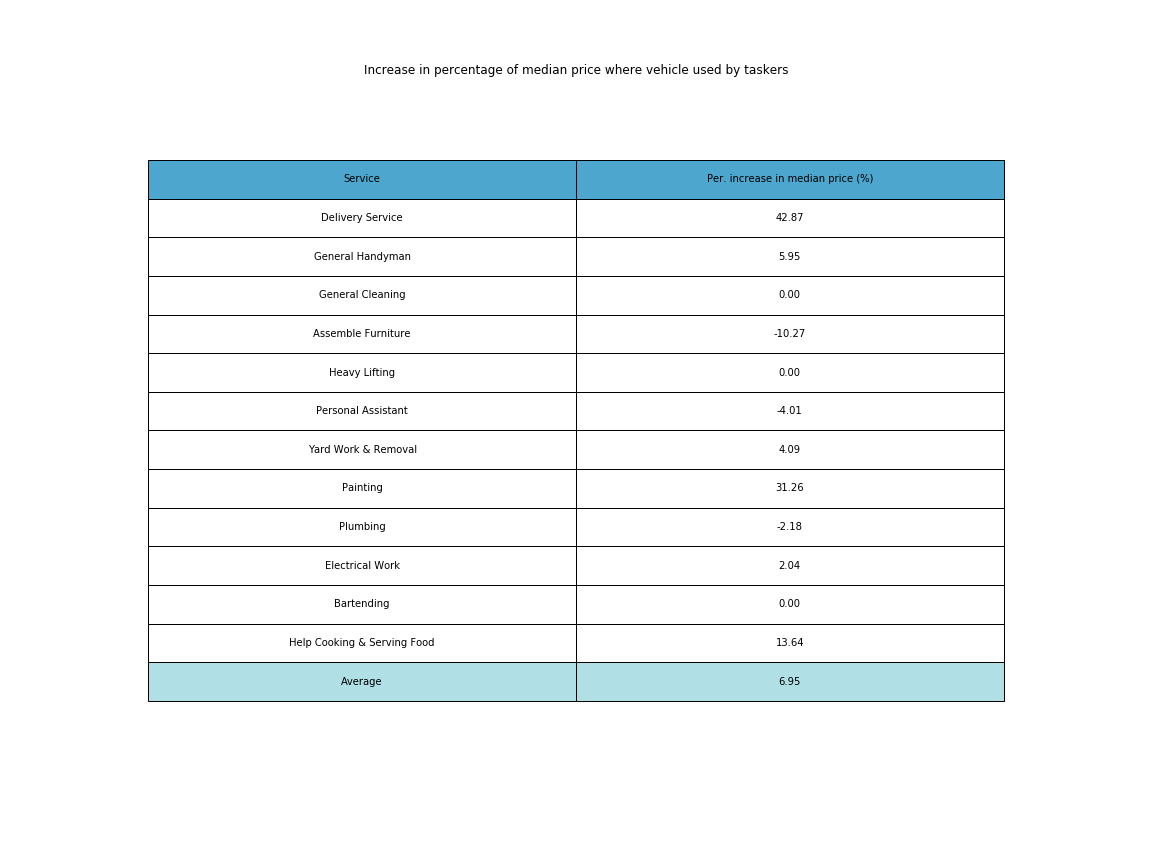 Increase in percentage of median price where vehicle used by taskers
Service Per. increase in median price (%)
Delivery Service 42.87
General Handyman 5.95
General Cleaning 0.00
Assemble Furniture -10.27
Heavy Lifting 0.00
Personal Assistant -4.01
Yard Work & Removal 4.09
Painting 31.26
Plumbing -2.18
Electrical Work 2.04
Bartending 0.00
Help Cooking & Serving Food 13.64
Average 6.95